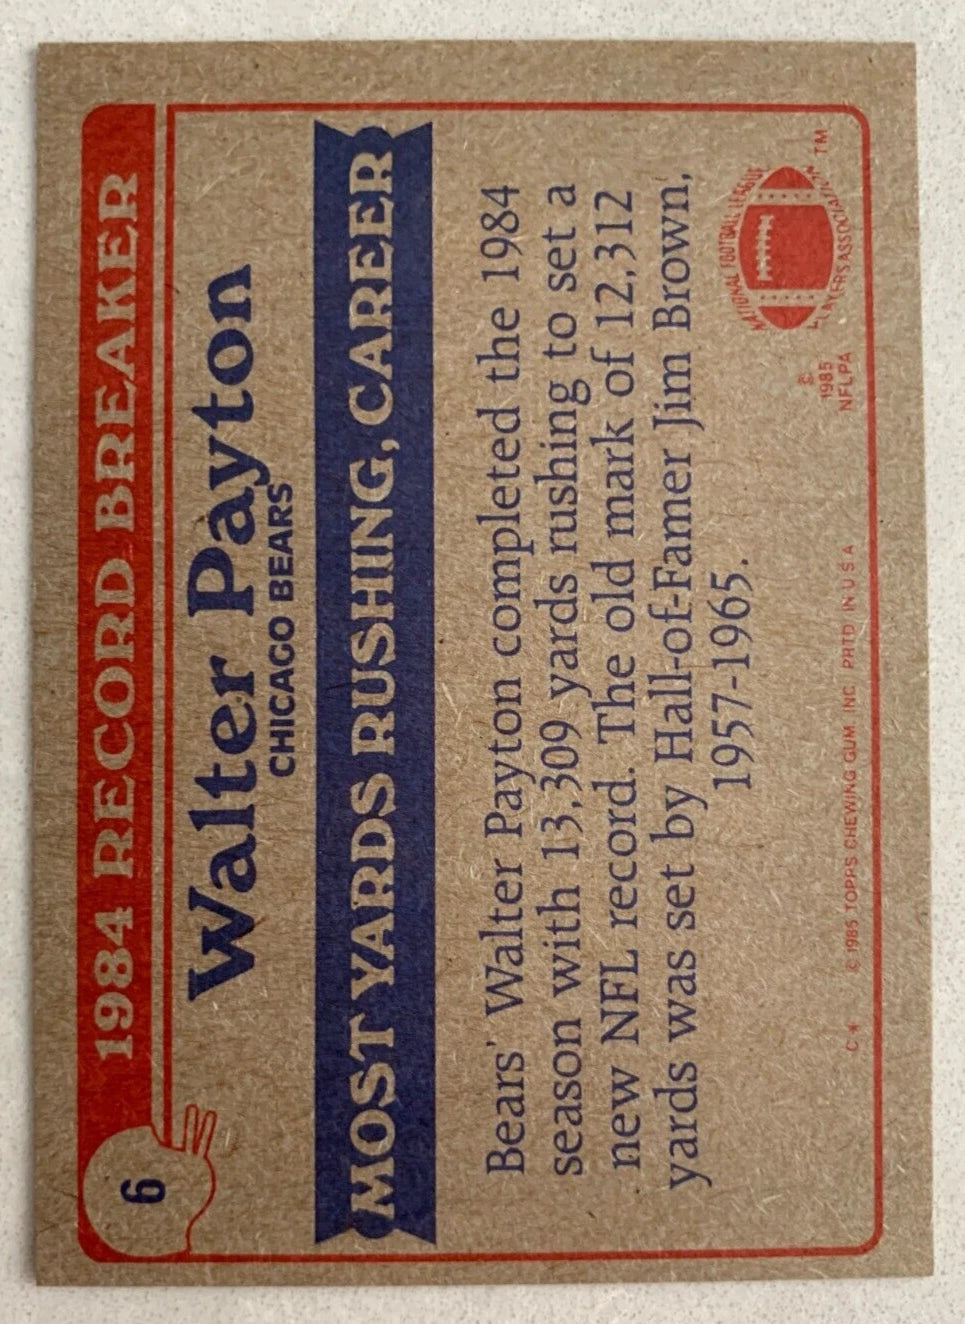 6
1984 RECORD BREAKER
Walter Payton
CHICAGO BEARS
MOST YARDS RUSHING, CAREER
Bears' Walter Payton completed the 1984
season with 13,309 yards rushing to set a
new NFL record. The old mark of 12,312
yards was set by Hall-of-Famer Jim Brown,
1957-1965.
NATIONAL FOOTBALL LEAGUE
PLAYERS ASSOCIATION
TM
©
1985
NFLPA
C* © 1985 TOPPS CHEWING GUM INC PRTD IN U S A